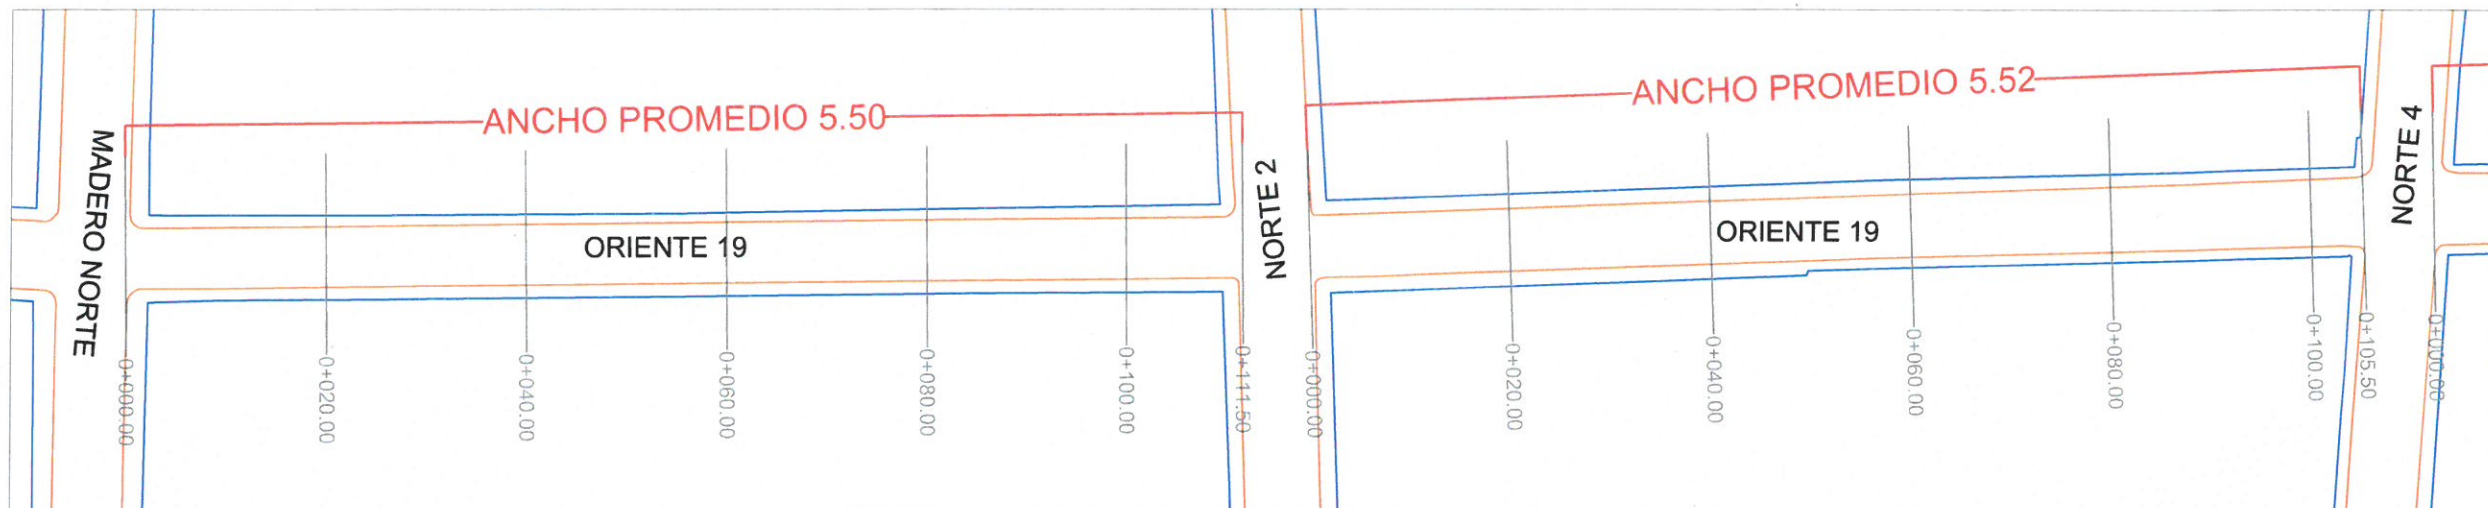 ANCHO PROMEDIO 5.50
ANCHO PROMEDIO 5.52
MADERO NORTE
ORIENTE 19
NORTE 2
ORIENTE 19
NORTE 4
0+000.00
0+020.00
0+040.00
0+060.00
0+080.00
0+100.00
0+111.50
0+000.00
0+020.00
0+040.00
0+060.00
0+080.00
0+100.00
0+105.50
0+000.00